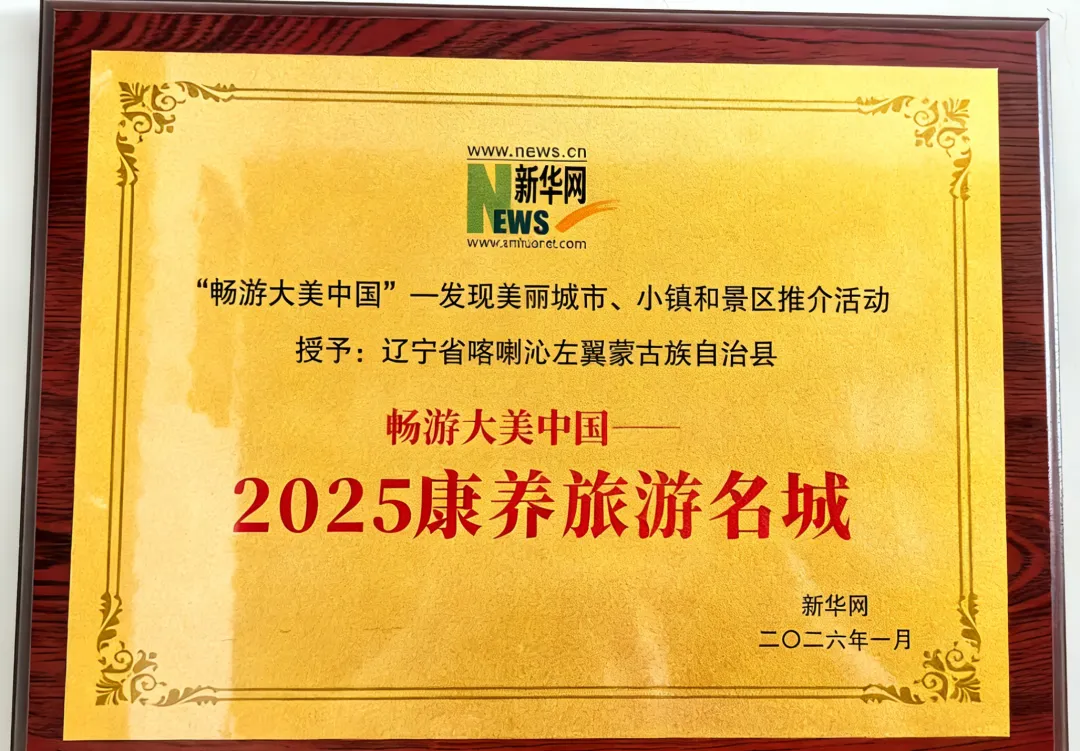 www.news.cn
新华网
NEWS
“畅游大美中国”—发现美丽城市、小镇和景区推介活动
授予：辽宁省喀喇沁左翼蒙古族自治县
畅游大美中国——
2025康养旅游名城
新华网
二〇二六年一月